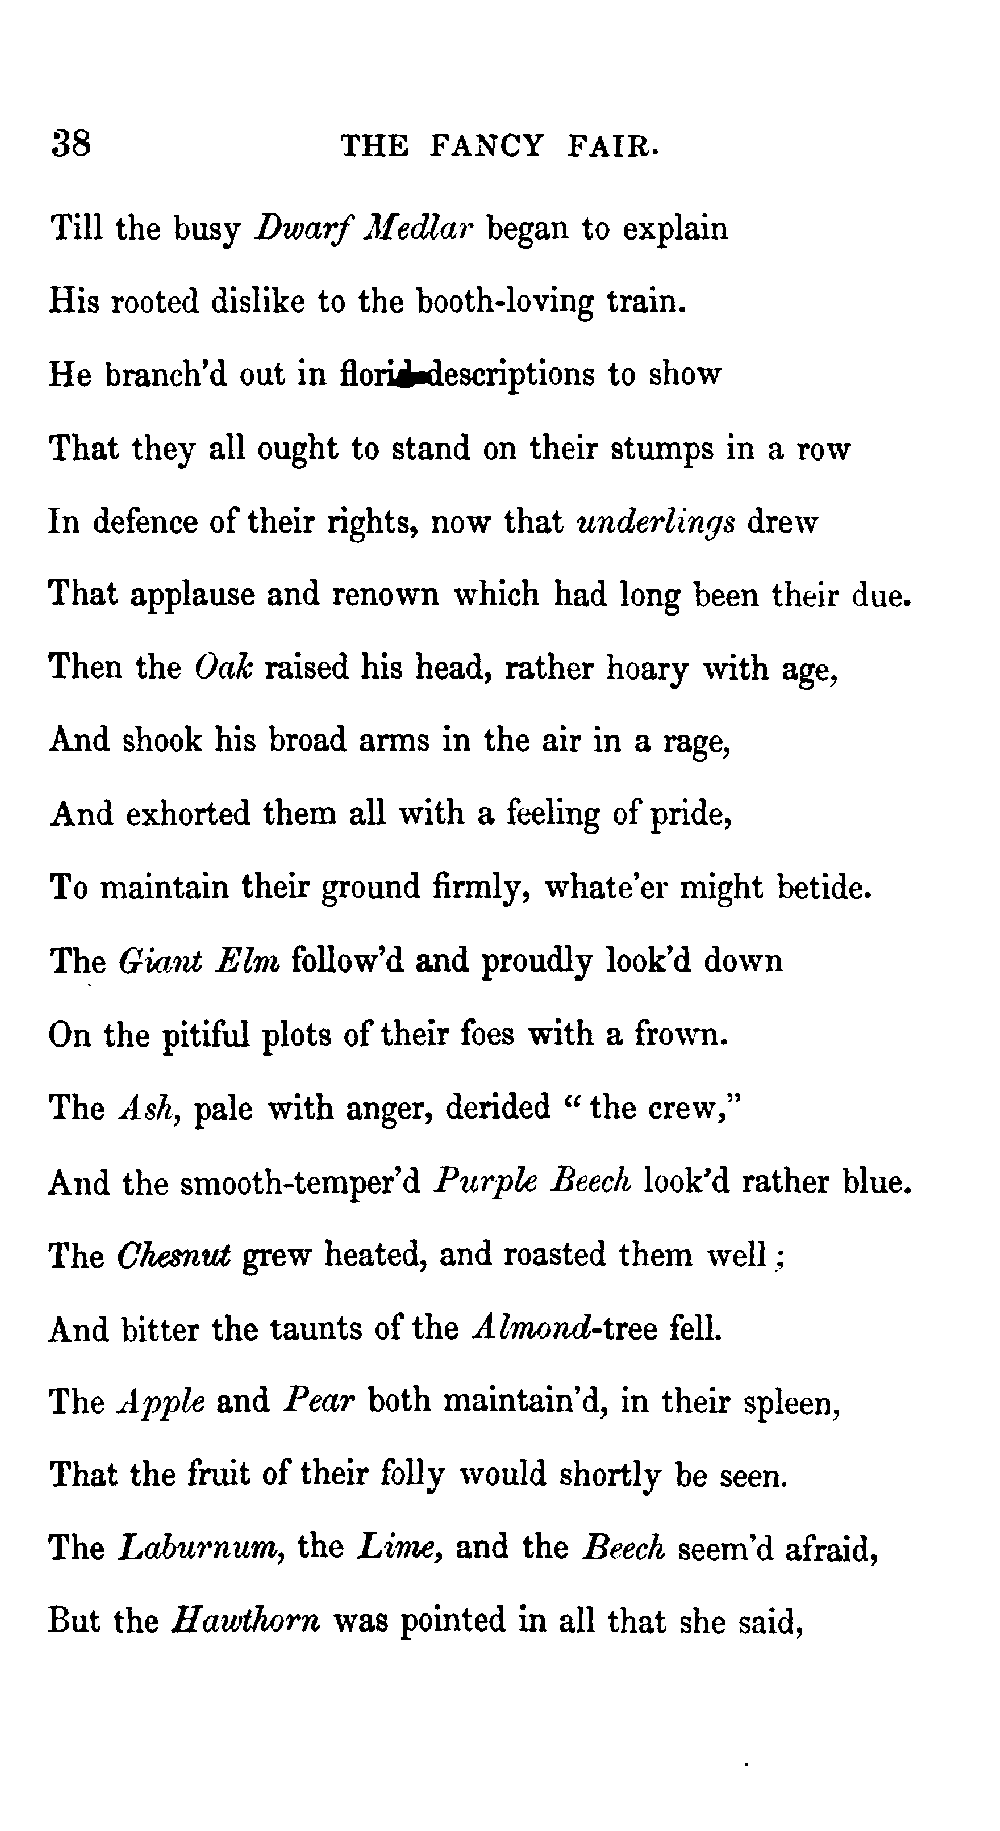 38 THE FANCY FAIR.
Till the busy Dwarf Medlar began to explain
His rooted dislike to the booth-loving train.
He branch'd out in florid descriptions to show
That they all ought to stand on their stumps in a row
In defence of their rights, now that underlings drew
That applause and renown which had long been their due.
Then the Oak raised his head, rather hoary with age,
And shook his broad arms in the air in a rage,
And exhorted them all with a feeling of pride,
To maintain their ground firmly, whate'er might betide.
The Giant Elm follow'd and proudly look'd down
On the pitiful plots of their foes with a frown.
The Ash, pale with anger, derided “ the crew,”
And the smooth-temper'd Purple Beech look'd rather blue.
The Chesnut grew heated, and roasted them well ;
And bitter the taunts of the Almond-tree fell.
The Apple and Pear both maintain'd, in their spleen,
That the fruit of their folly would shortly be seen.
The Laburnum, the Lime, and the Beech seem'd afraid,
But the Hawthorn was pointed in all that she said,